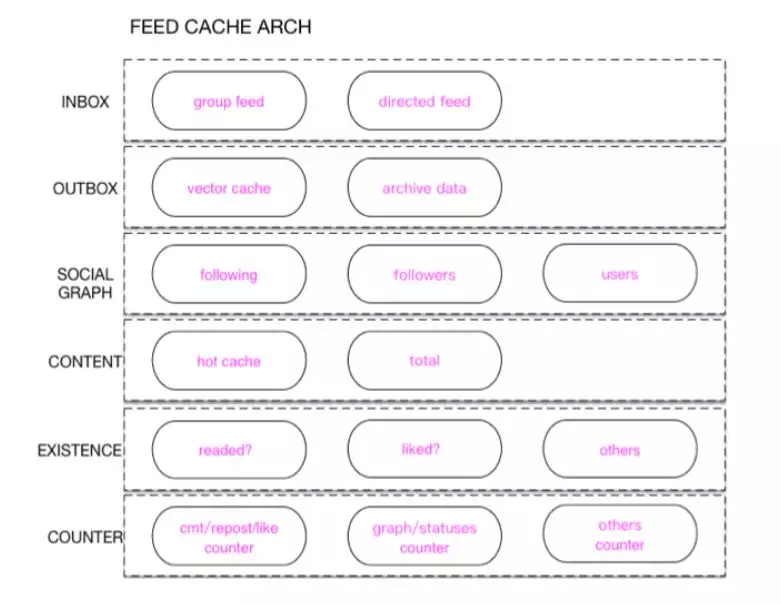 FEED CACHE ARCH
INBOX
group feed
directed feed
OUTBOX
vector cache
archive data
SOCIAL
GRAPH
following
followers
users
CONTENT
hot cache
total
EXISTENCE
readed?
liked?
others
COUNTER
cmt/repost/like
counter
graph/statuses
counter
others
counter